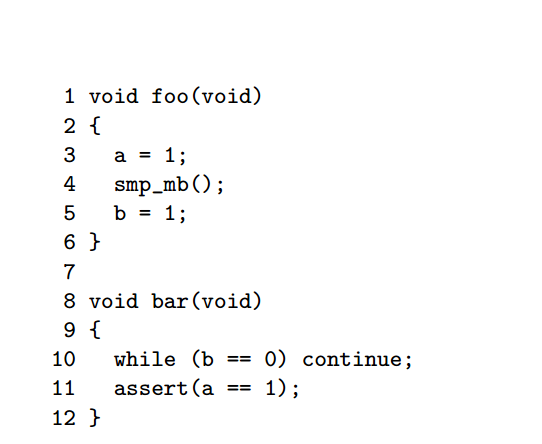 1 void foo(void)
2 {
3   a = 1;
4   smp_mb();
5   b = 1;
6 }
7
8 void bar(void)
9 {
10   while (b == 0) continue;
11   assert(a == 1);
12 }